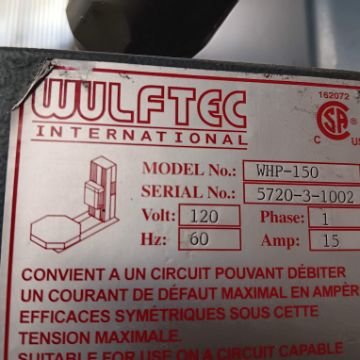 162072
WULFTEC
INTERNATIONAL
C US
MODEL No.: WHP-150
SERIAL No.: 5720-3-1002
Volt: 120 Phase: 1
Hz: 60 Amp: 15
CONVIENT A UN CIRCUIT POUVANT DÉBITER
UN COURANT DE DÉFAUT MAXIMAL EN AMPÈR
EFFICACES SYMÉTRIQUES SOUS CETTE
TENSION MAXIMALE.
SUITABLE FOR USE ON A CIRCUIT CAPABLE